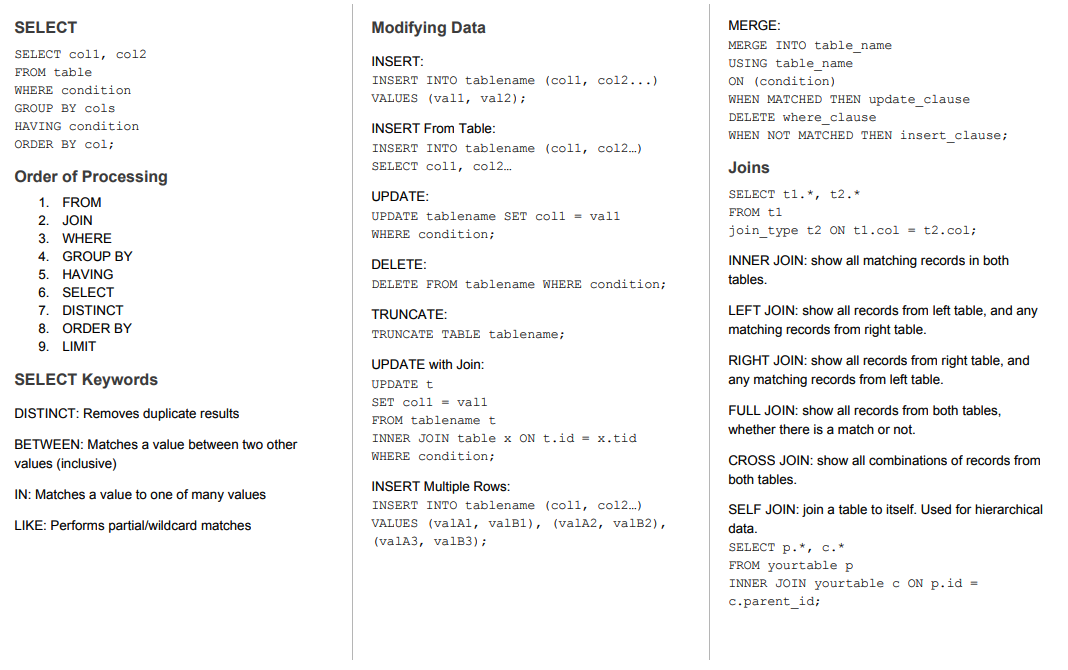 SELECT
SELECT col1, col2
FROM table
WHERE condition
GROUP BY cols
HAVING condition
ORDER BY col;
Order of Processing
1. FROM
2. JOIN
3. WHERE
4. GROUP BY
5. HAVING
6. SELECT
7. DISTINCT
8. ORDER BY
9. LIMIT
SELECT Keywords
DISTINCT: Removes duplicate results
BETWEEN: Matches a value between two other
values (inclusive)
IN: Matches a value to one of many values
LIKE: Performs partial/wildcard matches
Modifying Data
INSERT:
INSERT INTO tablename (col1, col2...)
VALUES (val1, val2);
INSERT From Table:
INSERT INTO tablename (col1, col2…)
SELECT col1, col2…
UPDATE:
UPDATE tablename SET col1 = val1
WHERE condition;
DELETE:
DELETE FROM tablename WHERE condition;
TRUNCATE:
TRUNCATE TABLE tablename;
UPDATE with Join:
UPDATE t
SET col1 = val1
FROM tablename t
INNER JOIN table x ON t.id = x.tid
WHERE condition;
INSERT Multiple Rows:
INSERT INTO tablename (col1, col2…)
VALUES (valA1, valB1), (valA2, valB2),
(valA3, valB3);
MERGE:
MERGE INTO table_name
USING table_name
ON (condition)
WHEN MATCHED THEN update_clause
DELETE where_clause
WHEN NOT MATCHED THEN insert_clause;
Joins
SELECT t1.*, t2.*
FROM t1
join_type t2 ON t1.col = t2.col;
INNER JOIN: show all matching records in both
tables.
LEFT JOIN: show all records from left table, and any
matching records from right table.
RIGHT JOIN: show all records from right table, and
any matching records from left table.
FULL JOIN: show all records from both tables,
whether there is a match or not.
CROSS JOIN: show all combinations of records from
both tables.
SELF JOIN: join a table to itself. Used for hierarchical
data.
SELECT p.*, c.*
FROM yourtable p
INNER JOIN yourtable c ON p.id =
c.parent_id;